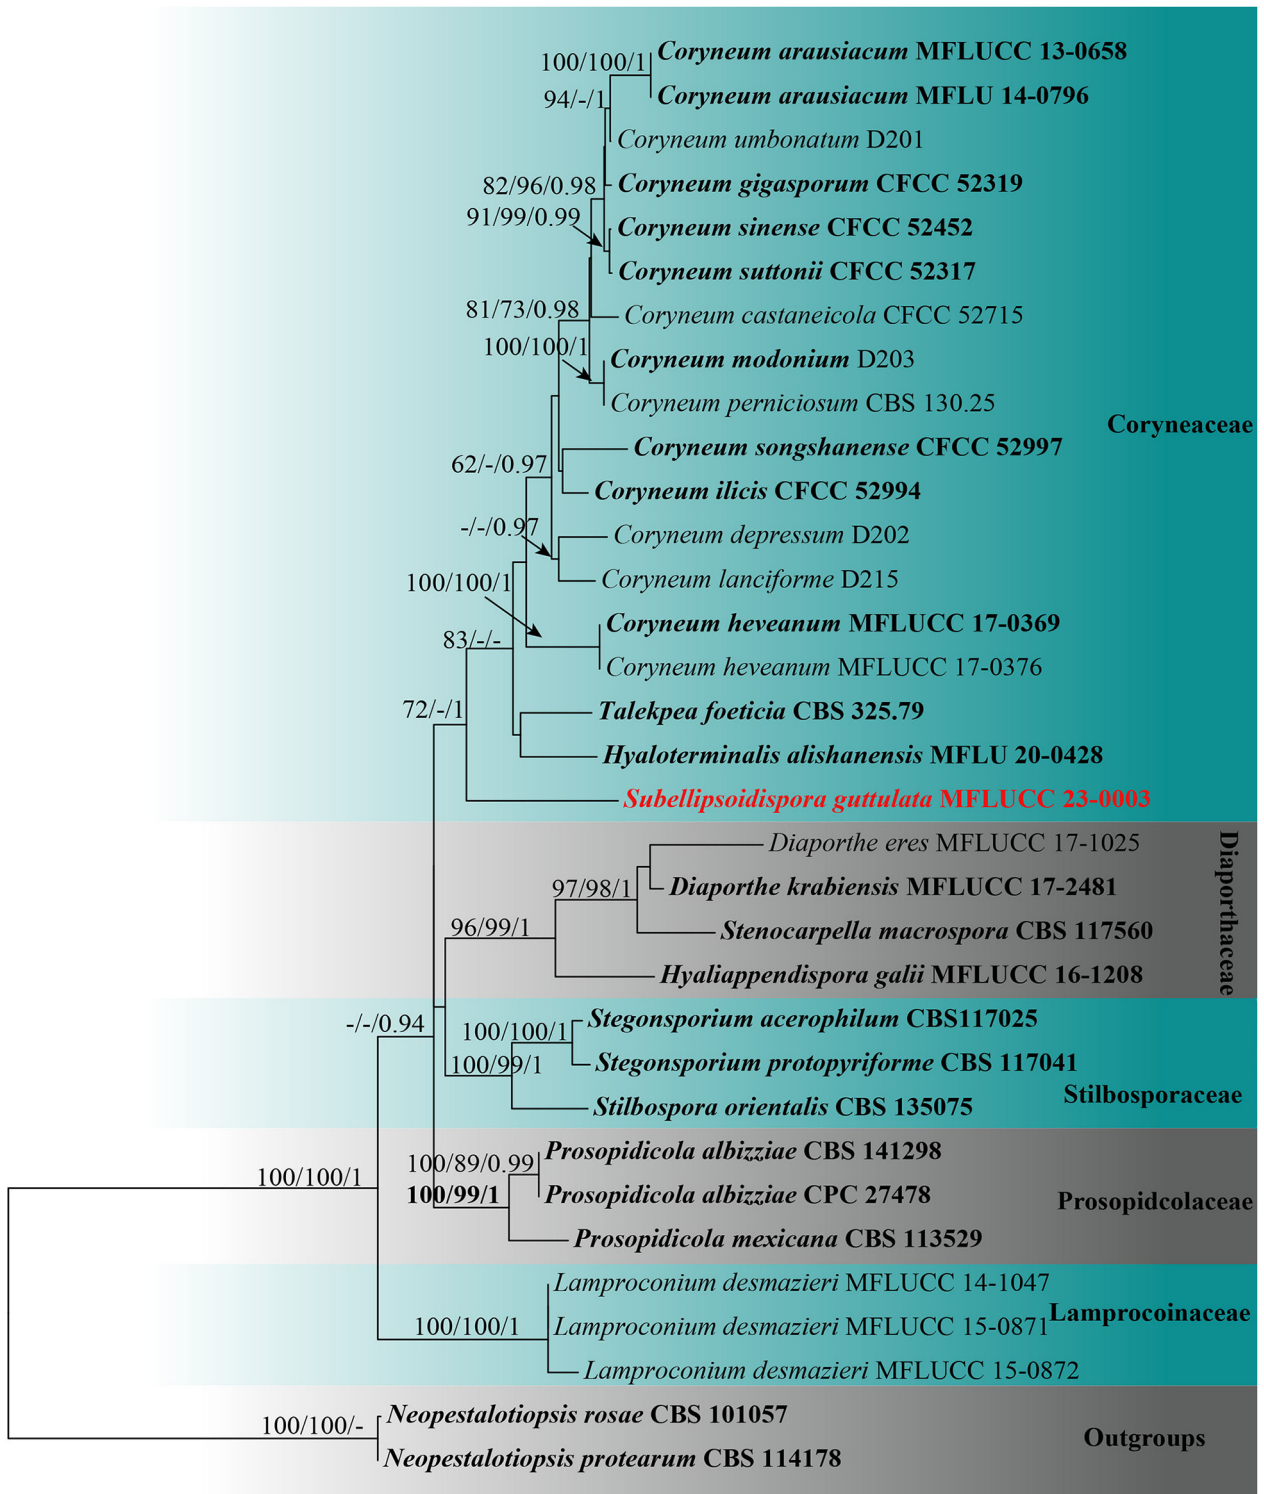 Coryneum arausiacum MFLUCC 13-0658
100/100/1
Coryneum arausiacum MFLU 14-0796
94/-/1
Coryneum umbonatum D201
Coryneum gigasporum CFCC 52319
82/96/0.98
91/99/0.99
Coryneum sinense CFCC 52452
Coryneum suttonii CFCC 52317
81/73/0.98
Coryneum castaneicola CFCC 52715
100/100/1
Coryneum modonium D203
Coryneum perniciosum CBS 130.25
Coryneaceae
Coryneum songshanense CFCC 52997
62/-/0.97
Coryneum ilicis CFCC 52994
-/-/0.97
Coryneum depressum D202
Coryneum lanciforme D215
100/100/1
Coryneum heveanum MFLUCC 17-0369
83/-/-
Coryneum heveanum MFLUCC 17-0376
72/-/1
Talekpea foeticia CBS 325.79
Hyaloterminalis alishanensis MFLU 20-0428
Subellipsoidispora guttulata MFLUCC 23-0003
Diaporthe eres MFLUCC 17-1025
97/98/1
Diaporthe krabiensis MFLUCC 17-2481
Diaporthaceae
96/99/1
Stenocarpella macrospora CBS 117560
Hyaliappendispora galii MFLUCC 16-1208
-/-/0.94
Stegonsporium acerophilum CBS117025
100/100/1
100/99/1
Stegonsporium protopyriforme CBS 117041
Stilbosporaceae
Stilbospora orientalis CBS 135075
Prosopidicola albizziae CBS 141298
100/89/0.99
100/100/1
100/99/1
Prosopidicola albizziae CPC 27478
Prosopidcolaceae
Prosopidicola mexicana CBS 113529
Lamproconium desmazieri MFLUCC 14-1047
Lamprocoinaceae
100/100/1
Lamproconium desmazieri MFLUCC 15-0871
Lamproconium desmazieri MFLUCC 15-0872
Neopestalotiopsis rosae CBS 101057
100/100/-
Outgroups
Neopestalotiopsis protearum CBS 114178